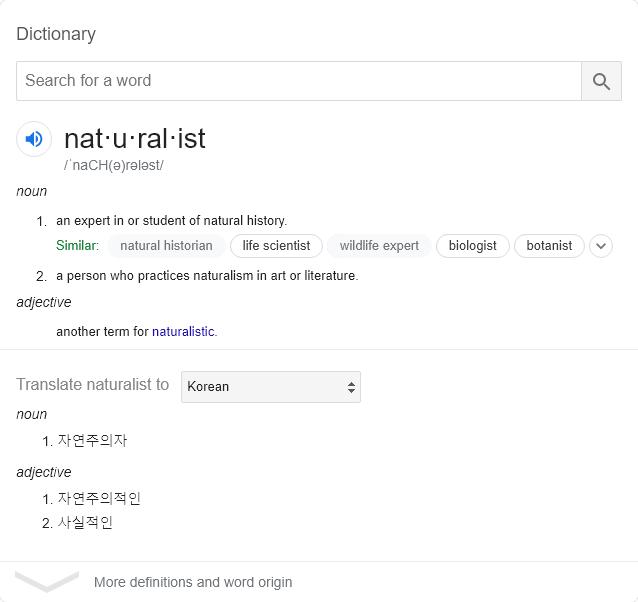 Dictionary
Search for a word
nat·u·ral·ist
/ˈnaCH(ə)rələst/
noun
1. an expert in or student of natural history.
Similar: natural historian life scientist wildlife expert biologist botanist
2. a person who practices naturalism in art or literature.
adjective
another term for naturalistic.
Translate naturalist to Korean
noun
1. 자연주의자
adjective
1. 자연주의적인
2. 사실적인
More definitions and word origin